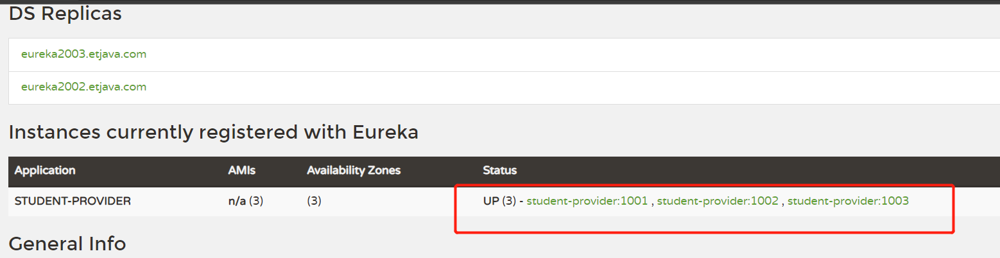 DS Replicas
eureka2003.etjava.com
eureka2002.etjava.com
Instances currently registered with Eureka
Application AMIs Availability Zones Status
STUDENT-PROVIDER n/a (3) (3) UP (3) - student-provider:1001 , student-provider:1002 , student-provider:1003
General Info